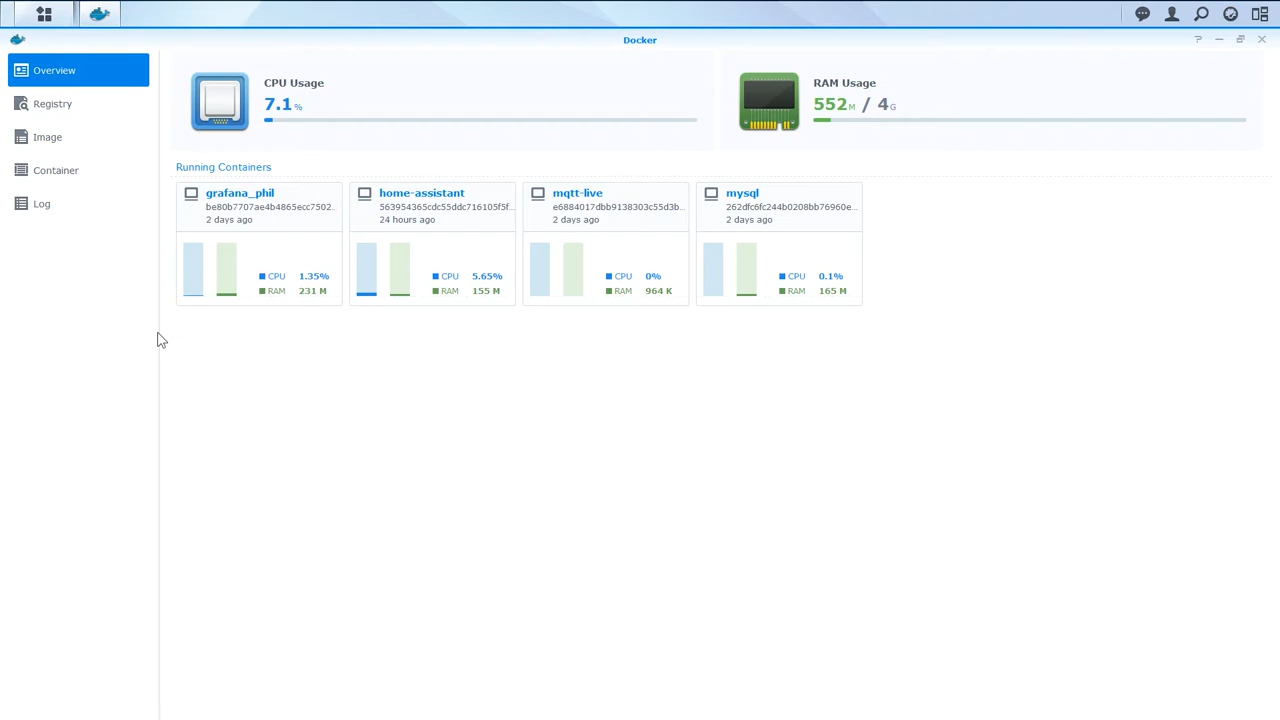 Docker
Overview
Registry
Image
Container
Log
CPU Usage
7.1 %
RAM Usage
552M / 4G
Running Containers
grafana_phil
be80b7707ae4b4865ecc7502...
2 days ago
CPU 1.35%
RAM 231 M
home-assistant
563954365cdc55ddc716105f5f...
24 hours ago
CPU 5.65%
RAM 155 M
mqtt-live
e6884017dbb9138303c55d3b...
2 days ago
CPU 0%
RAM 964 K
mysql
262dfc6fc244b0208bb76960e...
2 days ago
CPU 0.1%
RAM 165 M